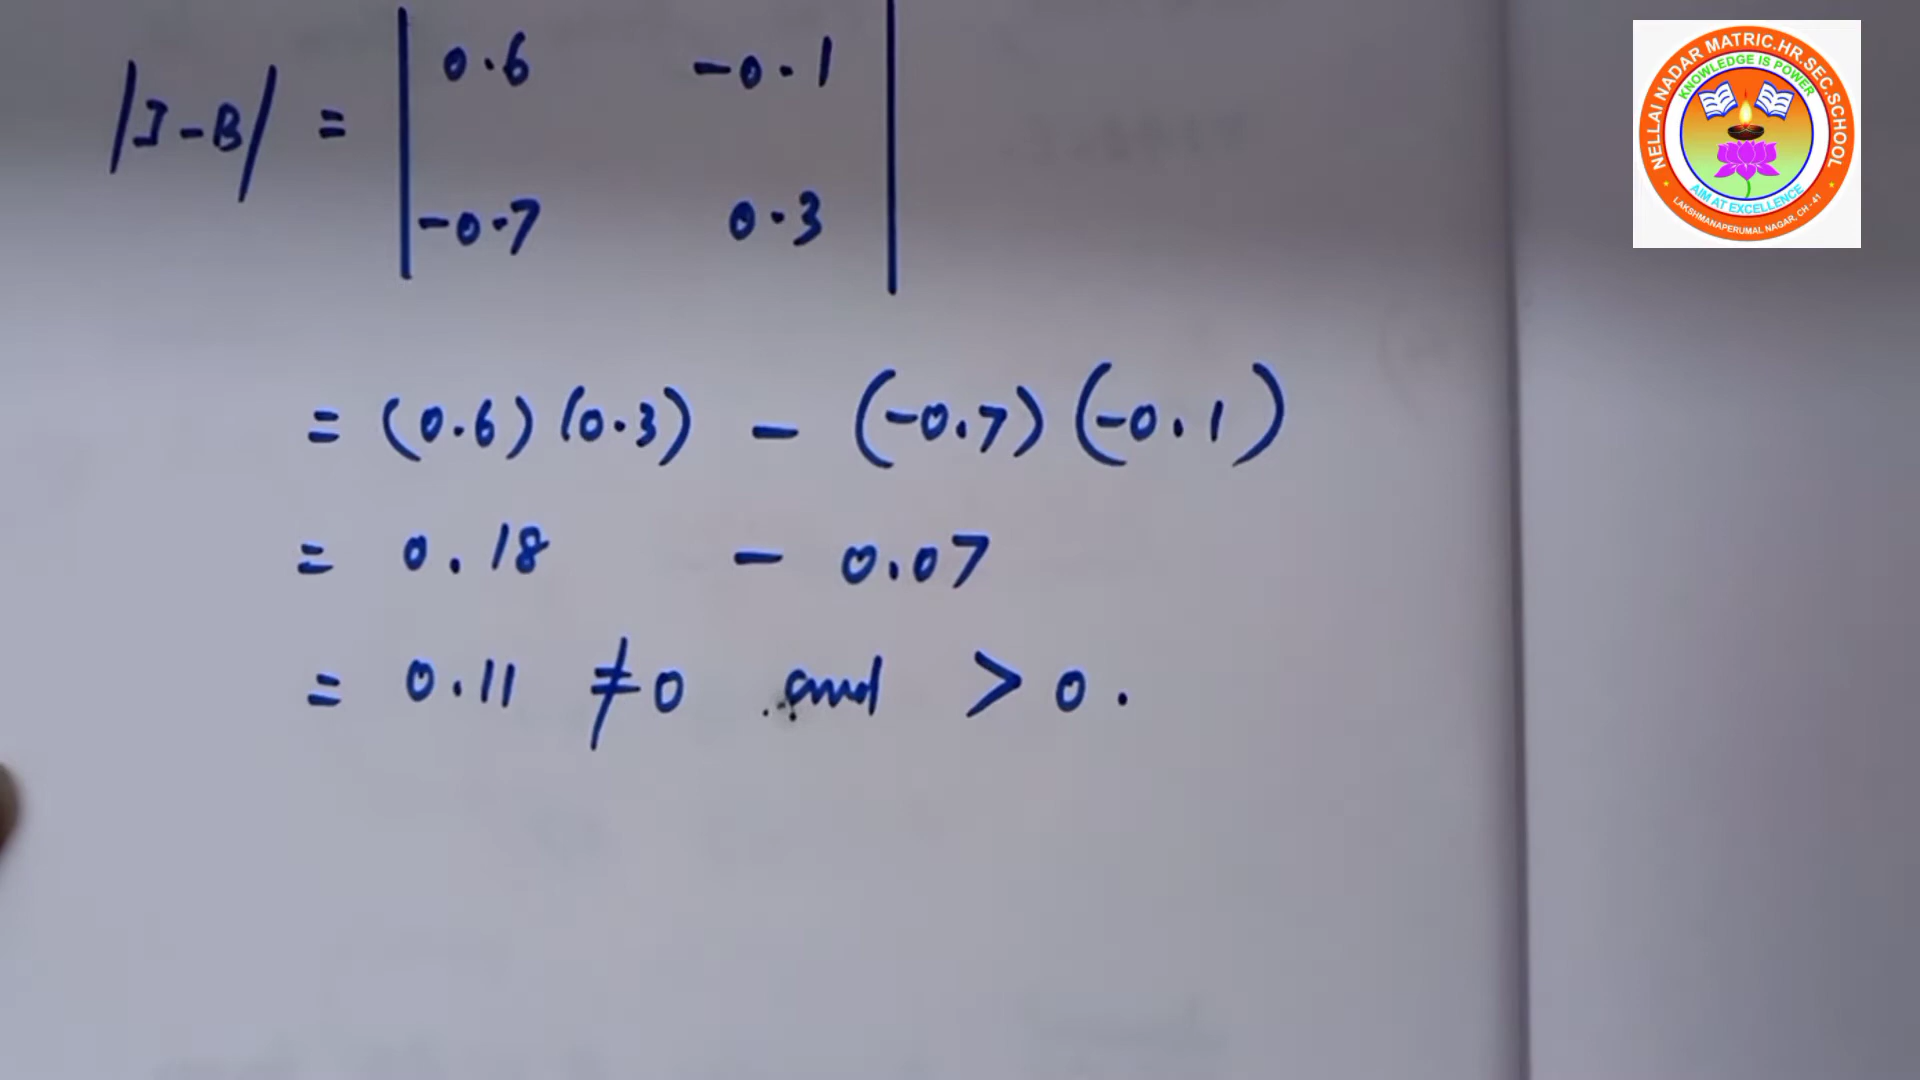 |I-B| = | 0.6 -0.1 |
| -0.7 0.3 |
= (0.6) (0.3) - (-0.7) (-0.1)
= 0.18 - 0.07
= 0.11 ≠ 0 and > 0.
NELLAI NADAR MATRIC.HR.SEC.SCHOOL
KNOWLEDGE IS POWER
AIM AT EXCELLENCE
LAKSHMANAPERUMAL NAGAR, CH - 41